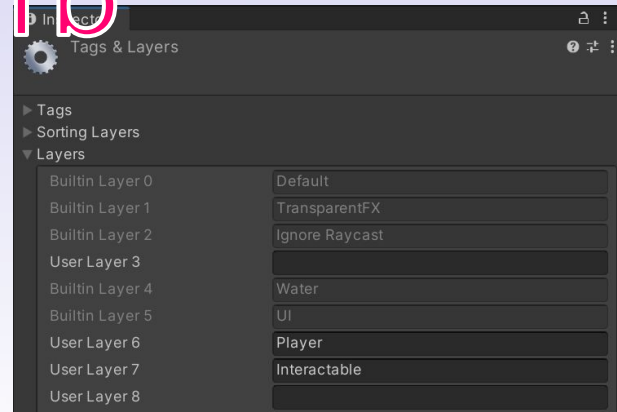 Inspector
Tags & Layers
Tags
Sorting Layers
Layers
Builtin Layer 0 Default
Builtin Layer 1 TransparentFX
Builtin Layer 2 Ignore Raycast
User Layer 3
Builtin Layer 4 Water
Builtin Layer 5 UI
User Layer 6 Player
User Layer 7 Interactable
User Layer 8